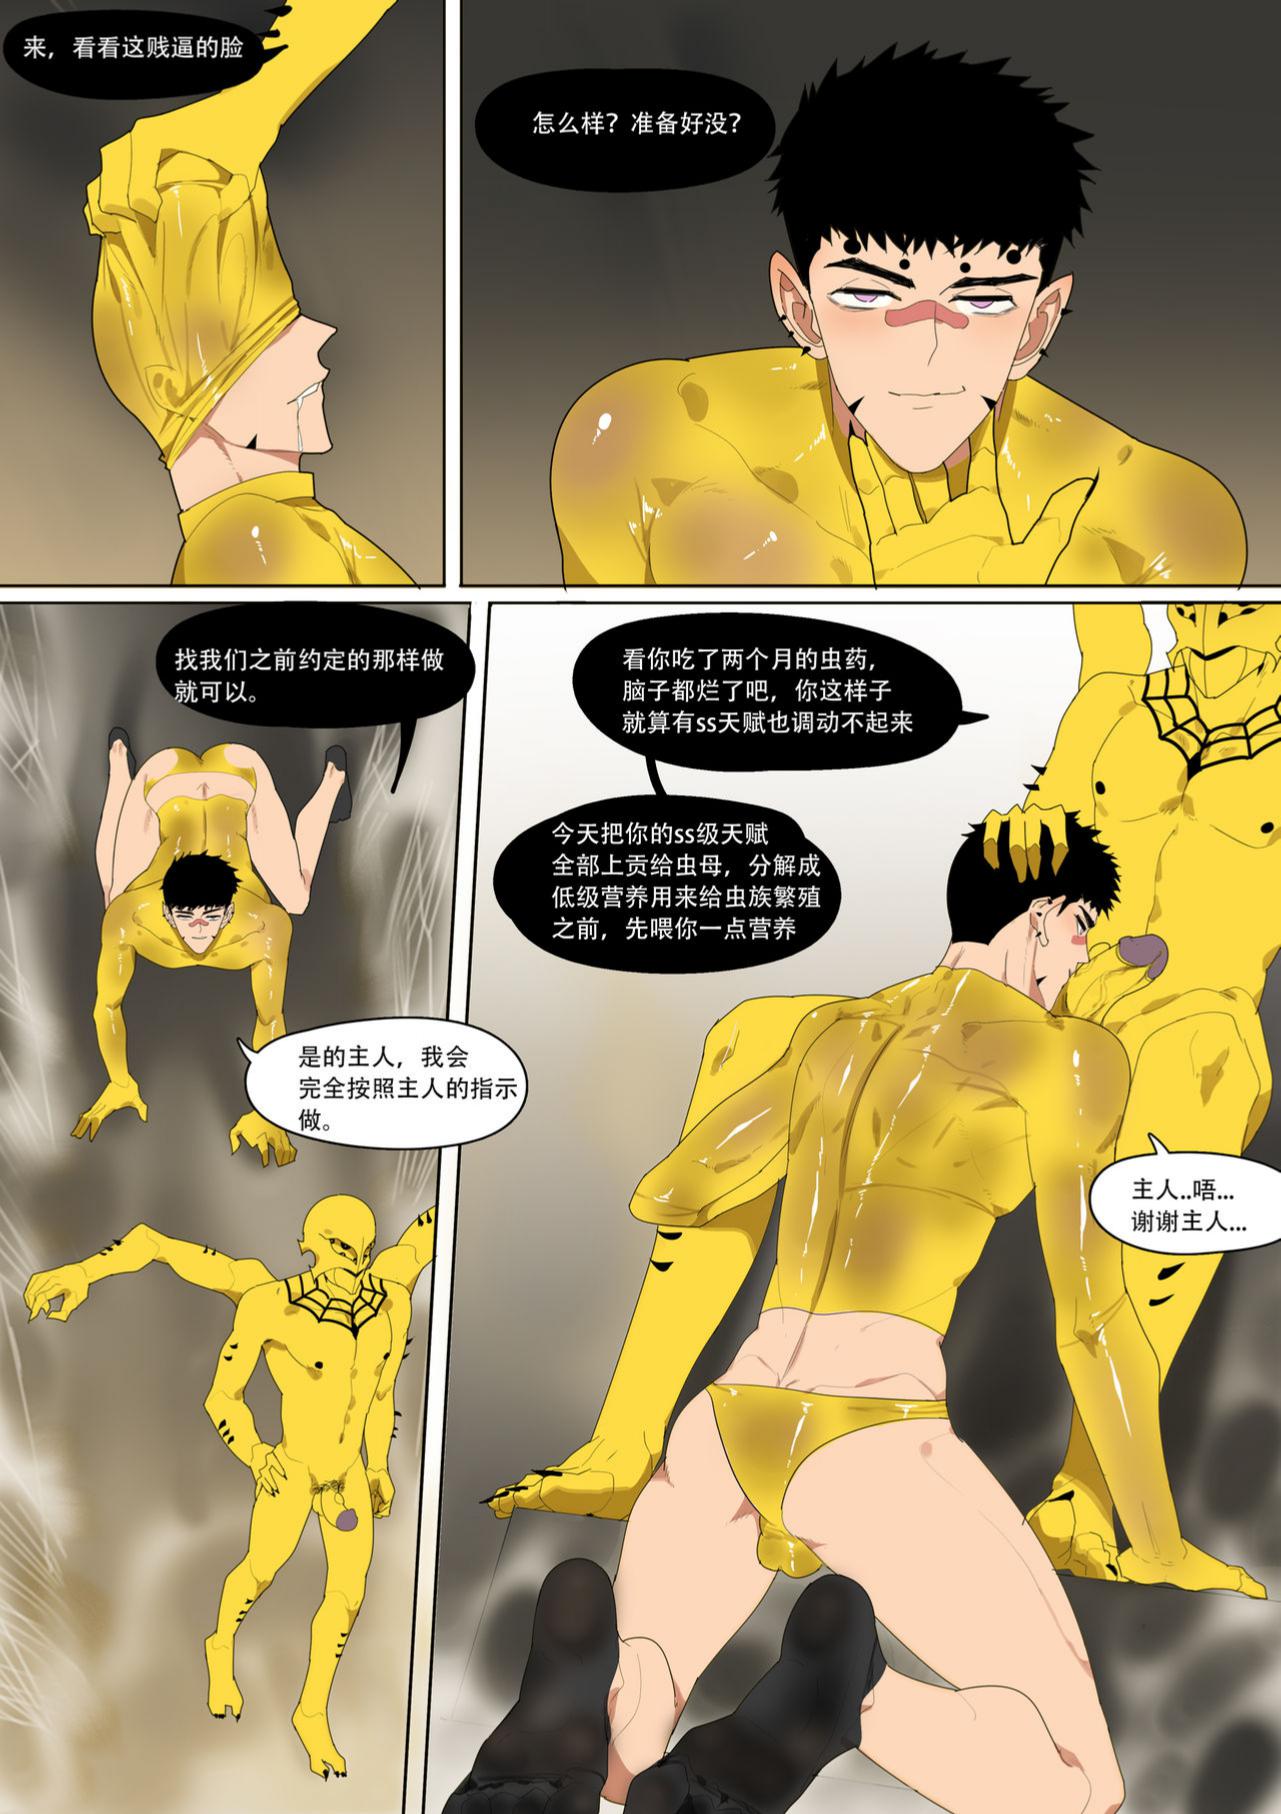 来，看看这贱逼的脸
怎么样？准备好没？
找我们之前约定的那样做
就可以。
是的主人，我会
完全按照主人的指示
做。
看你吃了两个月的虫药，
脑子都烂了吧，你这样子
就算有ss天赋也调动不起来
今天把你的ss级天赋
全部上贡给虫母，分解成
低级营养用来给虫族繁殖
之前，先喂你一点营养
主人..唔...
谢谢主人...